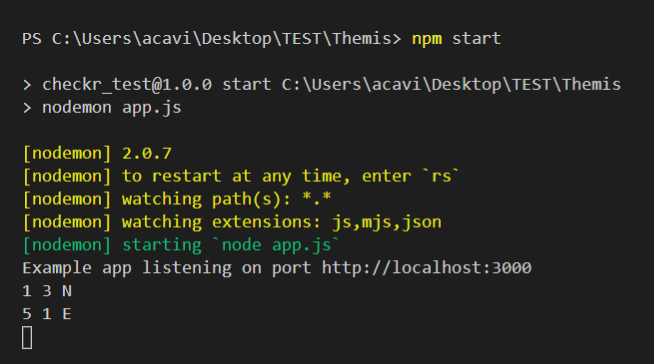 PS C:\Users\acavi\Desktop\TEST\Themis> npm start
> checkr_test@1.0.0 start C:\Users\acavi\Desktop\TEST\Themis
> nodemon app.js
[nodemon] 2.0.7
[nodemon] to restart at any time, enter `rs`
[nodemon] watching path(s): *.*
[nodemon] watching extensions: js,mjs,json
[nodemon] starting `node app.js`
Example app listening on port http://localhost:3000
1 3 N
5 1 E